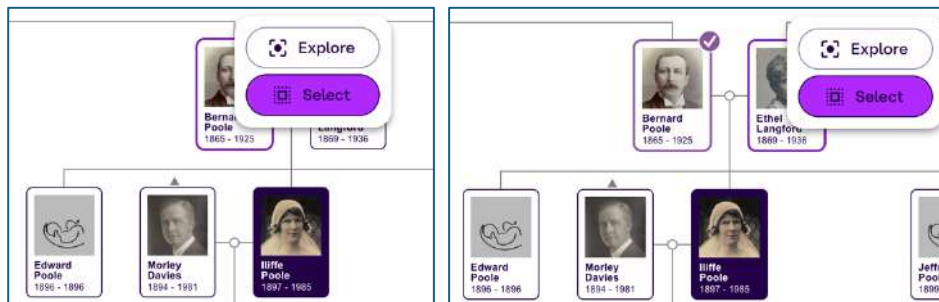 Explore
Select
Bernard
Poole
1865 - 1925
Langford
1869 - 1936
Edward
Poole
1896 - 1896
Morley
Davies
1894 - 1981
Iliffe
Poole
1897 - 1985
Explore
Select
Bernard
Poole
1865 - 1925
Ethel
Langford
1869 - 1936
Edward
Poole
1896 - 1896
Morley
Davies
1894 - 1981
Iliffe
Poole
1897 - 1985
Jeff
Poo
1899